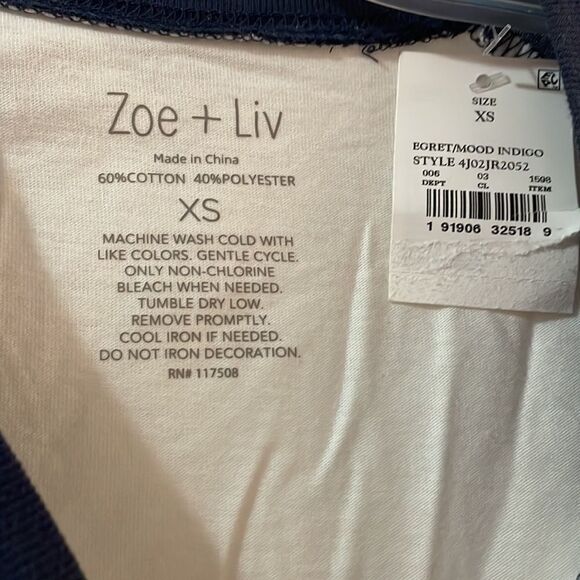 Zoe + Liv
Made in China
60%COTTON 40%POLYESTER
XS
MACHINE WASH COLD WITH
LIKE COLORS. GENTLE CYCLE.
ONLY NON-CHLORINE
BLEACH WHEN NEEDED.
TUMBLE DRY LOW.
REMOVE PROMPTLY.
COOL IRON IF NEEDED.
DO NOT IRON DECORATION.
RN# 117508
SIZE
XS
EGRET/MOOD INDIGO
STYLE 4J02JR2052
006 03 1598
DEPT CL ITEM
1 91906 32518 9